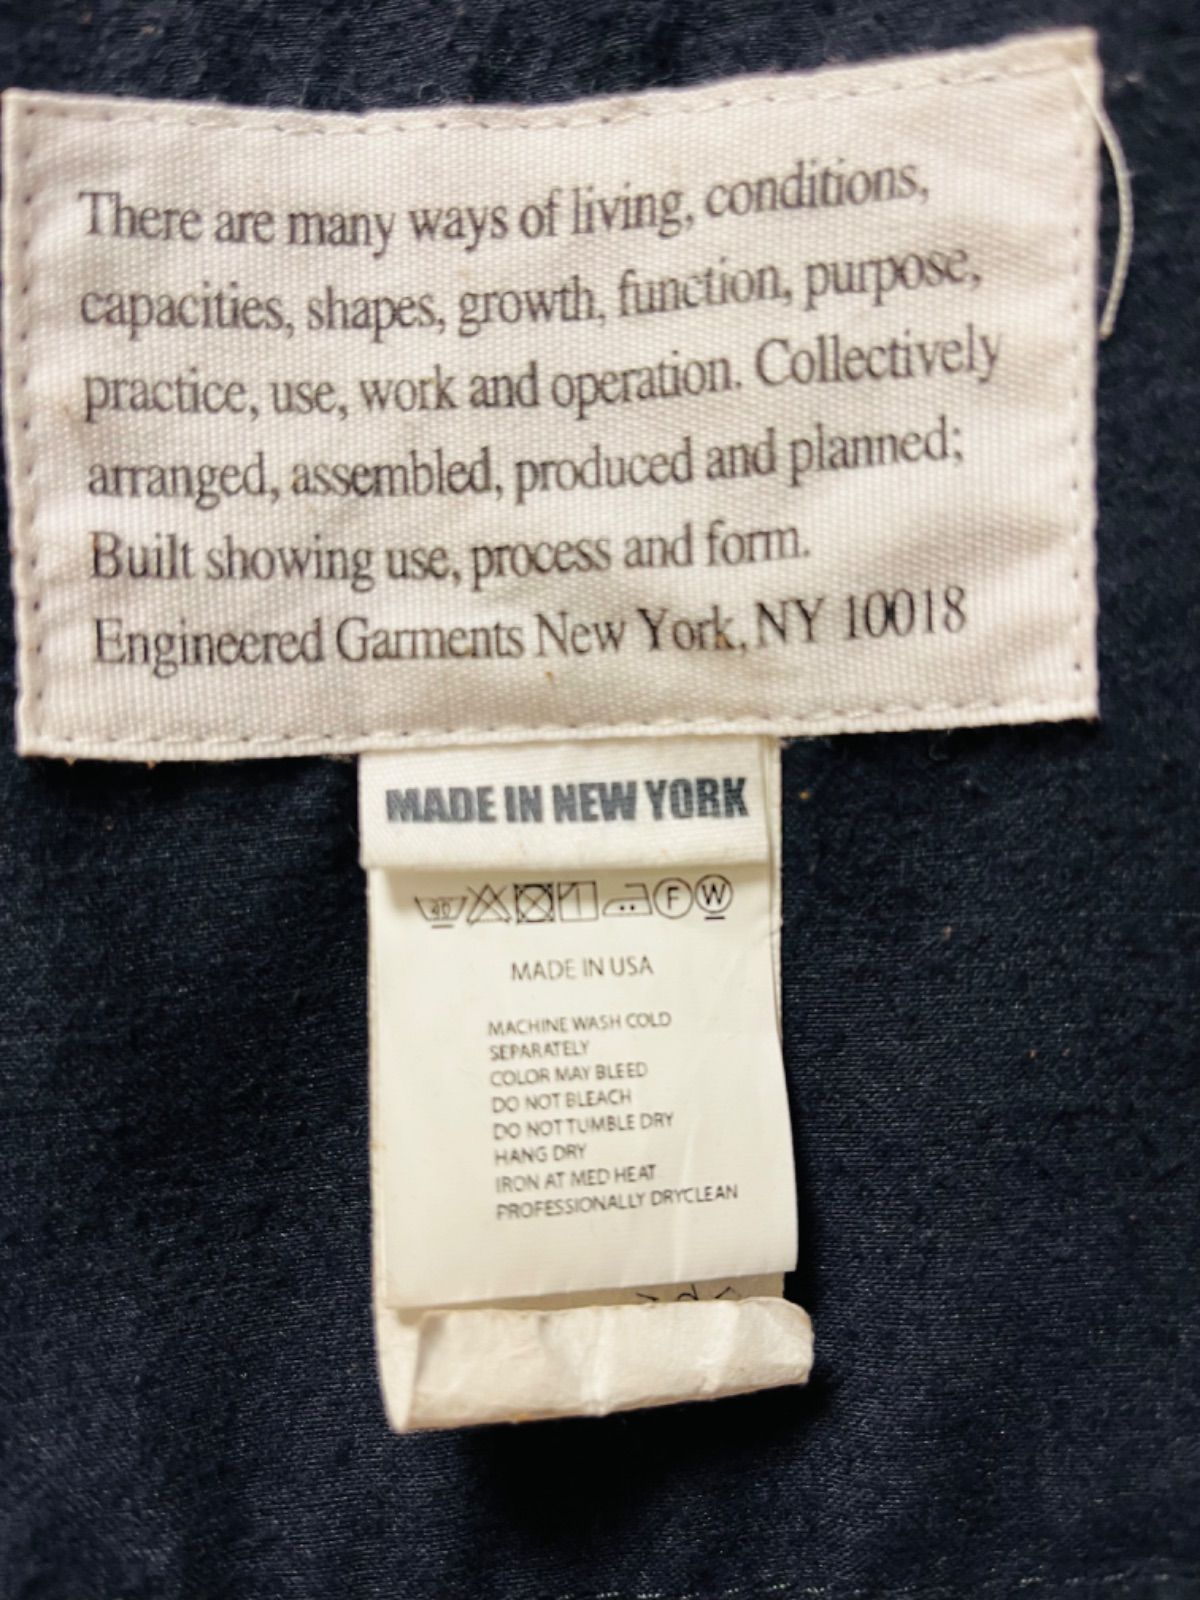 There are many ways of living, conditions,
capacities, shapes, growth, function, purpose,
practice, use, work and operation. Collectively
arranged, assembled, produced and planned;
Built showing use, process and form.
Engineered Garments New York, NY 10018
MADE IN NEW YORK
40 F W
MADE IN USA
MACHINE WASH COLD
SEPARATELY
COLOR MAY BLEED
DO NOT BLEACH
DO NOT TUMBLE DRY
HANG DRY
IRON AT MED HEAT
PROFESSIONALLY DRYCLEAN